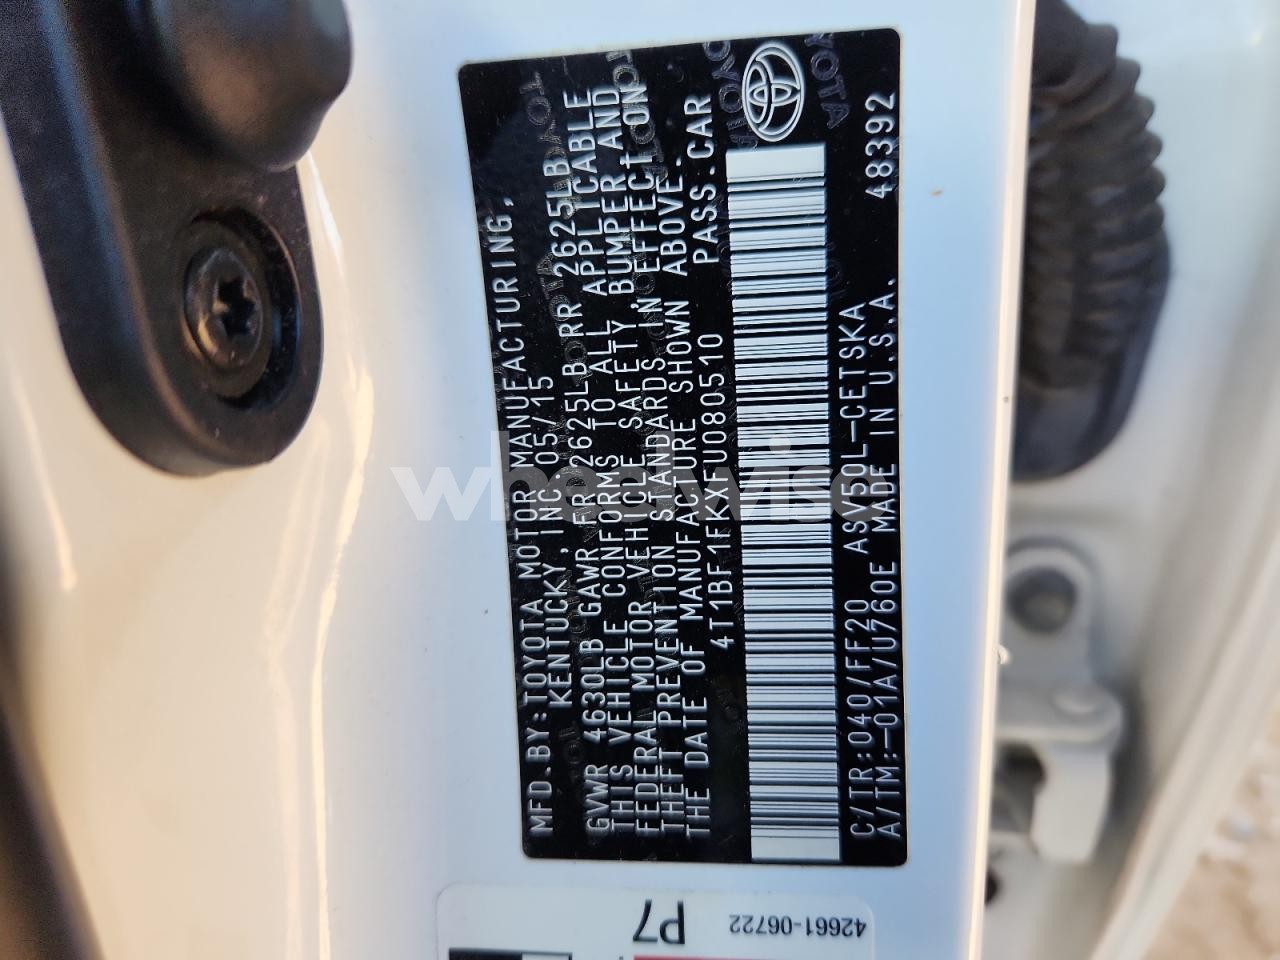 MFD.BY:TOYOTA MOTOR MANUFACTURING,
KENTUCKY, INC. 05/15
GVWR 4630LB GAWR FR 2625LB RR 2625LB
THIS VEHICLE CONFORMS TO ALL APPLICABLE
FEDERAL MOTOR VEHICLE SAFETY BUMPER AND
THEFT PREVENTION STANDARDS IN EFFECT ON
THE DATE OF MANUFACTURE SHOWN ABOVE.
4T1BF1FKXFU080510 PASS.CAR
C/TR:040/FF20 ASV50L-CETSKA 48392
A/TM:-01A/U760E MADE IN U.S.A.
P7
42661-06722
wheelwise